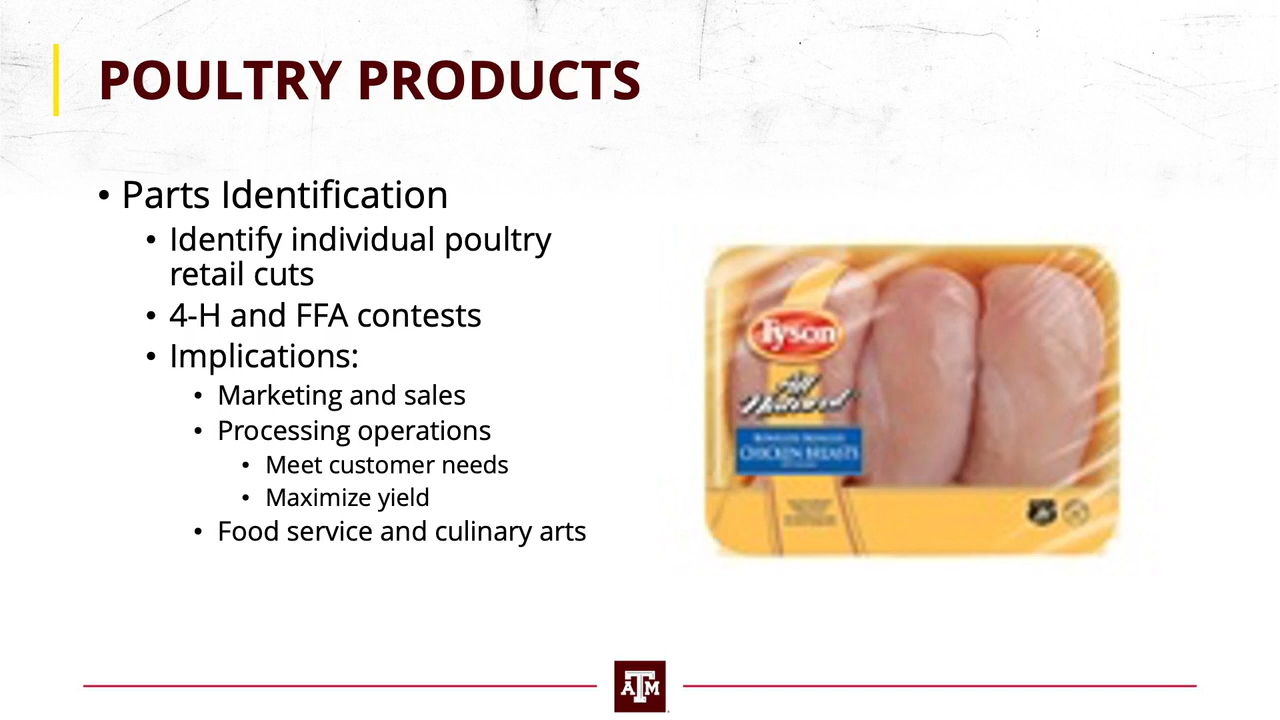 POULTRY PRODUCTS
• Parts Identification
• Identify individual poultry
retail cuts
• 4-H and FFA contests
• Implications:
• Marketing and sales
• Processing operations
• Meet customer needs
• Maximize yield
• Food service and culinary arts
Tyson
All
Natural
CHICKEN BREASTS
ATM